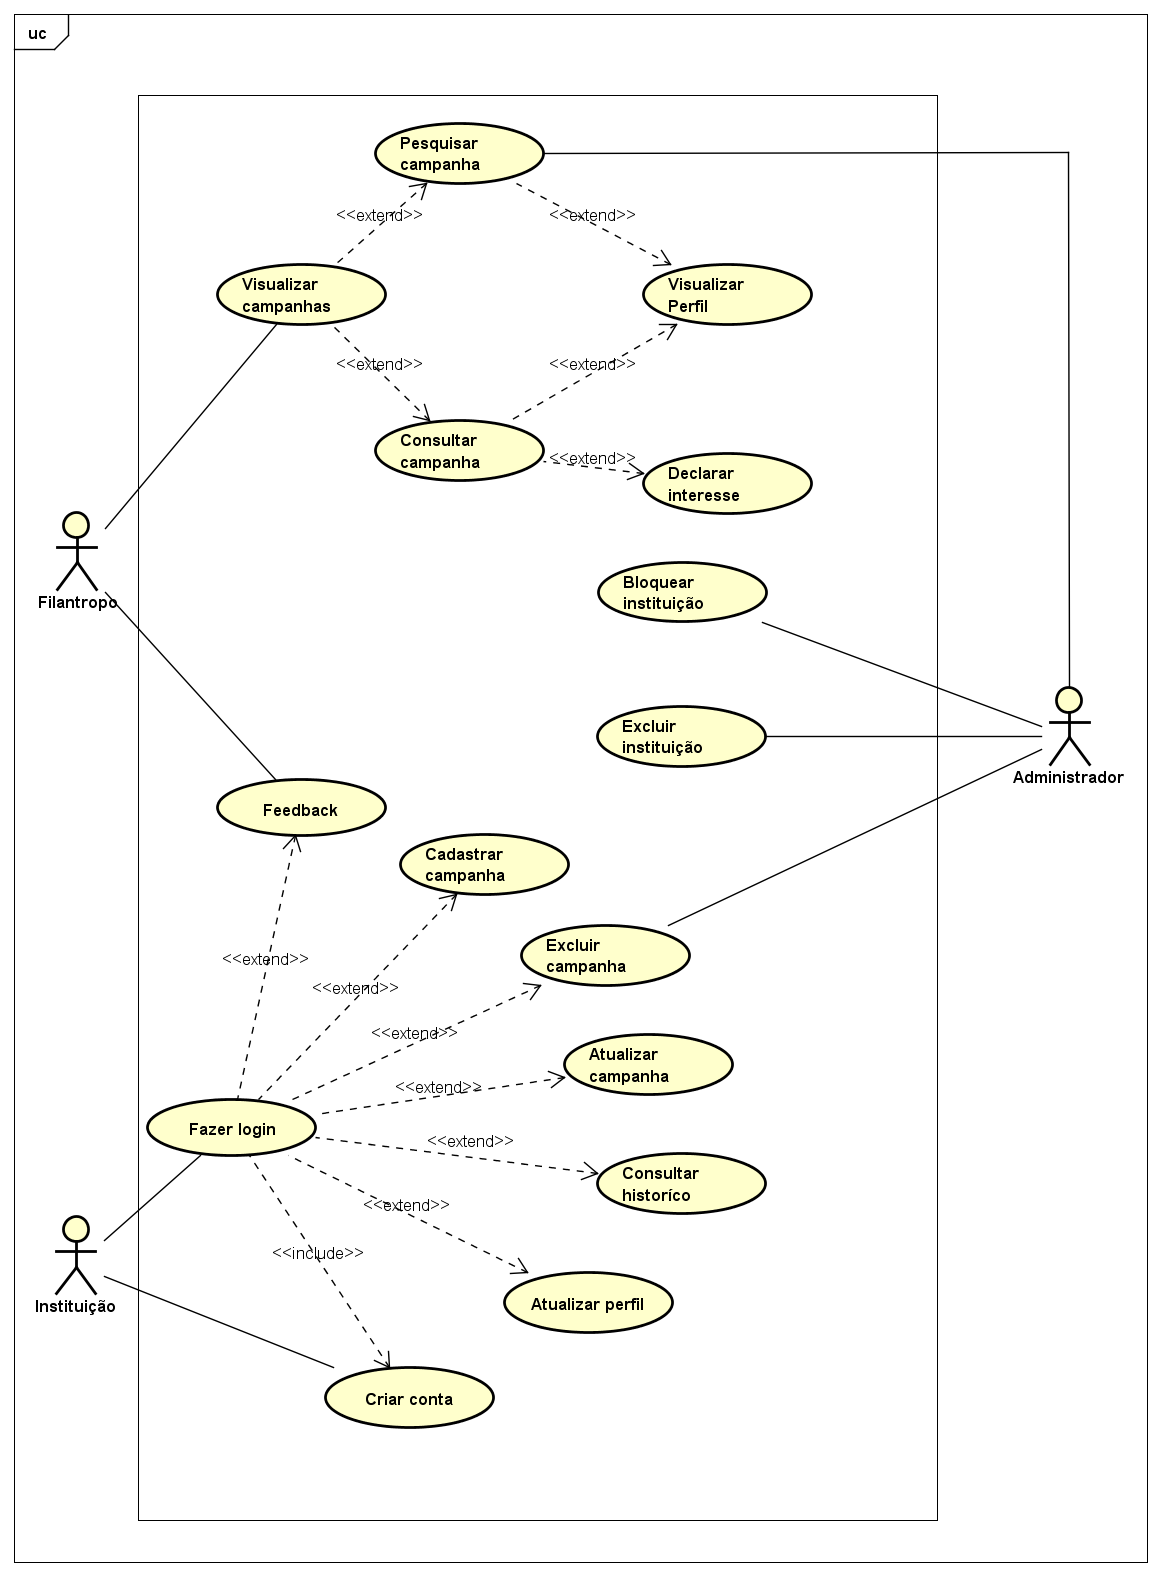 uc
Pesquisar
campanha
<<extend>>
<<extend>>
Visualizar
campanhas
Visualizar
Perfil
<<extend>>
<<extend>>
Consultar
campanha
<<extend>>
Declarar
interesse
Filantropo
Bloquear
instituição
Excluir
instituição
Administrador
Feedback
Cadastrar
campanha
<<extend>>
Excluir
campanha
<<extend>>
<<extend>>
Atualizar
campanha
<<extend>>
Fazer login
<<extend>>
Consultar
historíco
<<extend>>
<<include>>
Instituição
Atualizar perfil
Criar conta